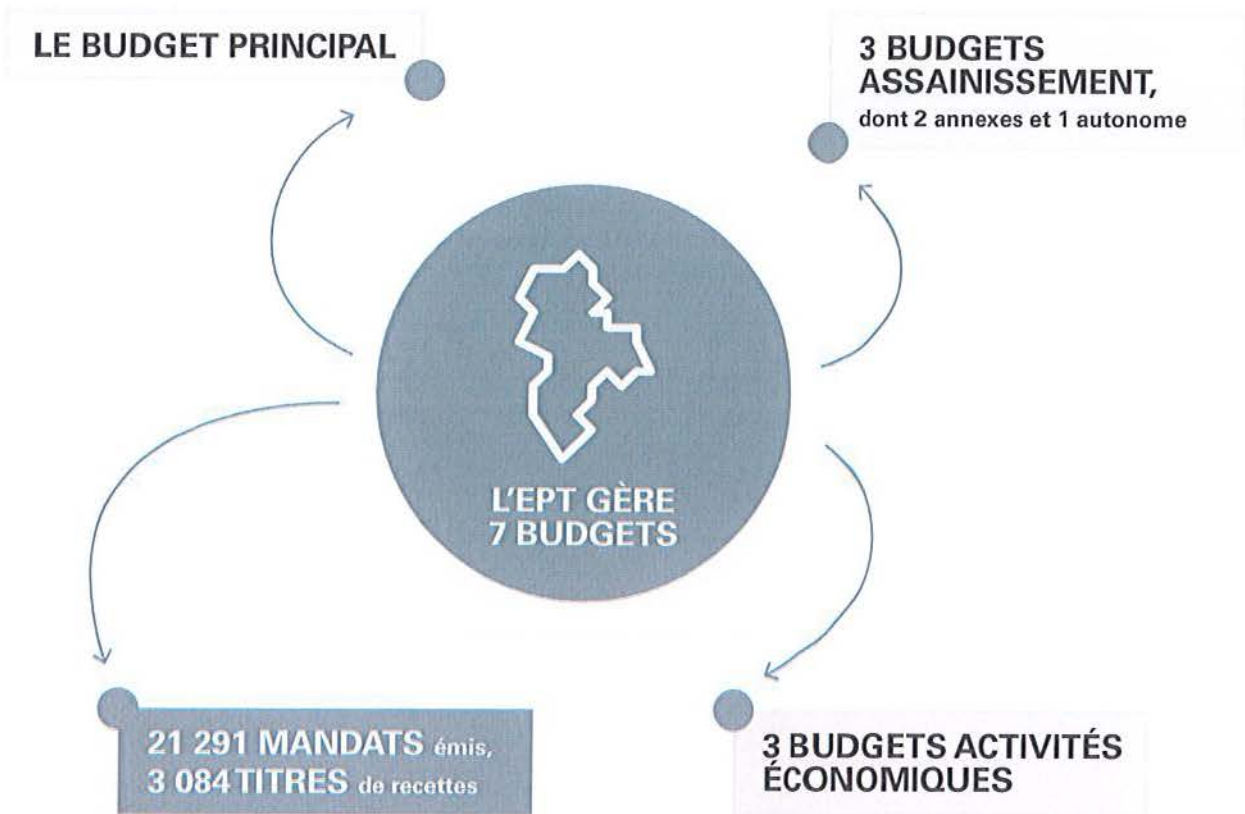 LE BUDGET PRINCIPAL
3 BUDGETS
ASSAINISSEMENT,
dont 2 annexes et 1 autonome
L'EPT GÈRE
7 BUDGETS
21 291 MANDATS émis,
3 084 TITRES de recettes
3 BUDGETS ACTIVITÉS
ÉCONOMIQUES